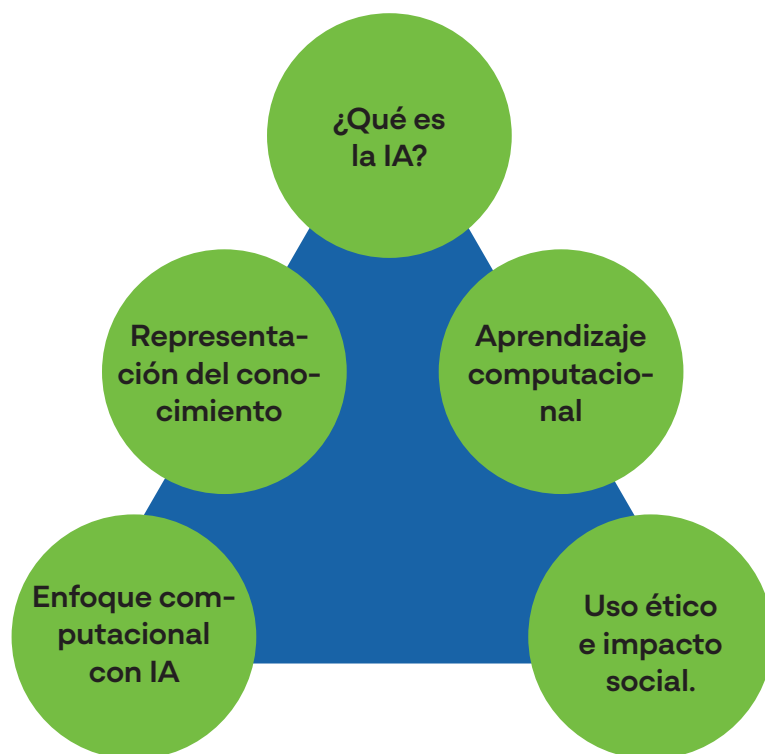 ¿Qué es
la IA?
Representa-
ción del cono-
cimiento
Aprendizaje
computacio-
nal
Enfoque com-
putacional
con IA
Uso ético
e impacto
social.